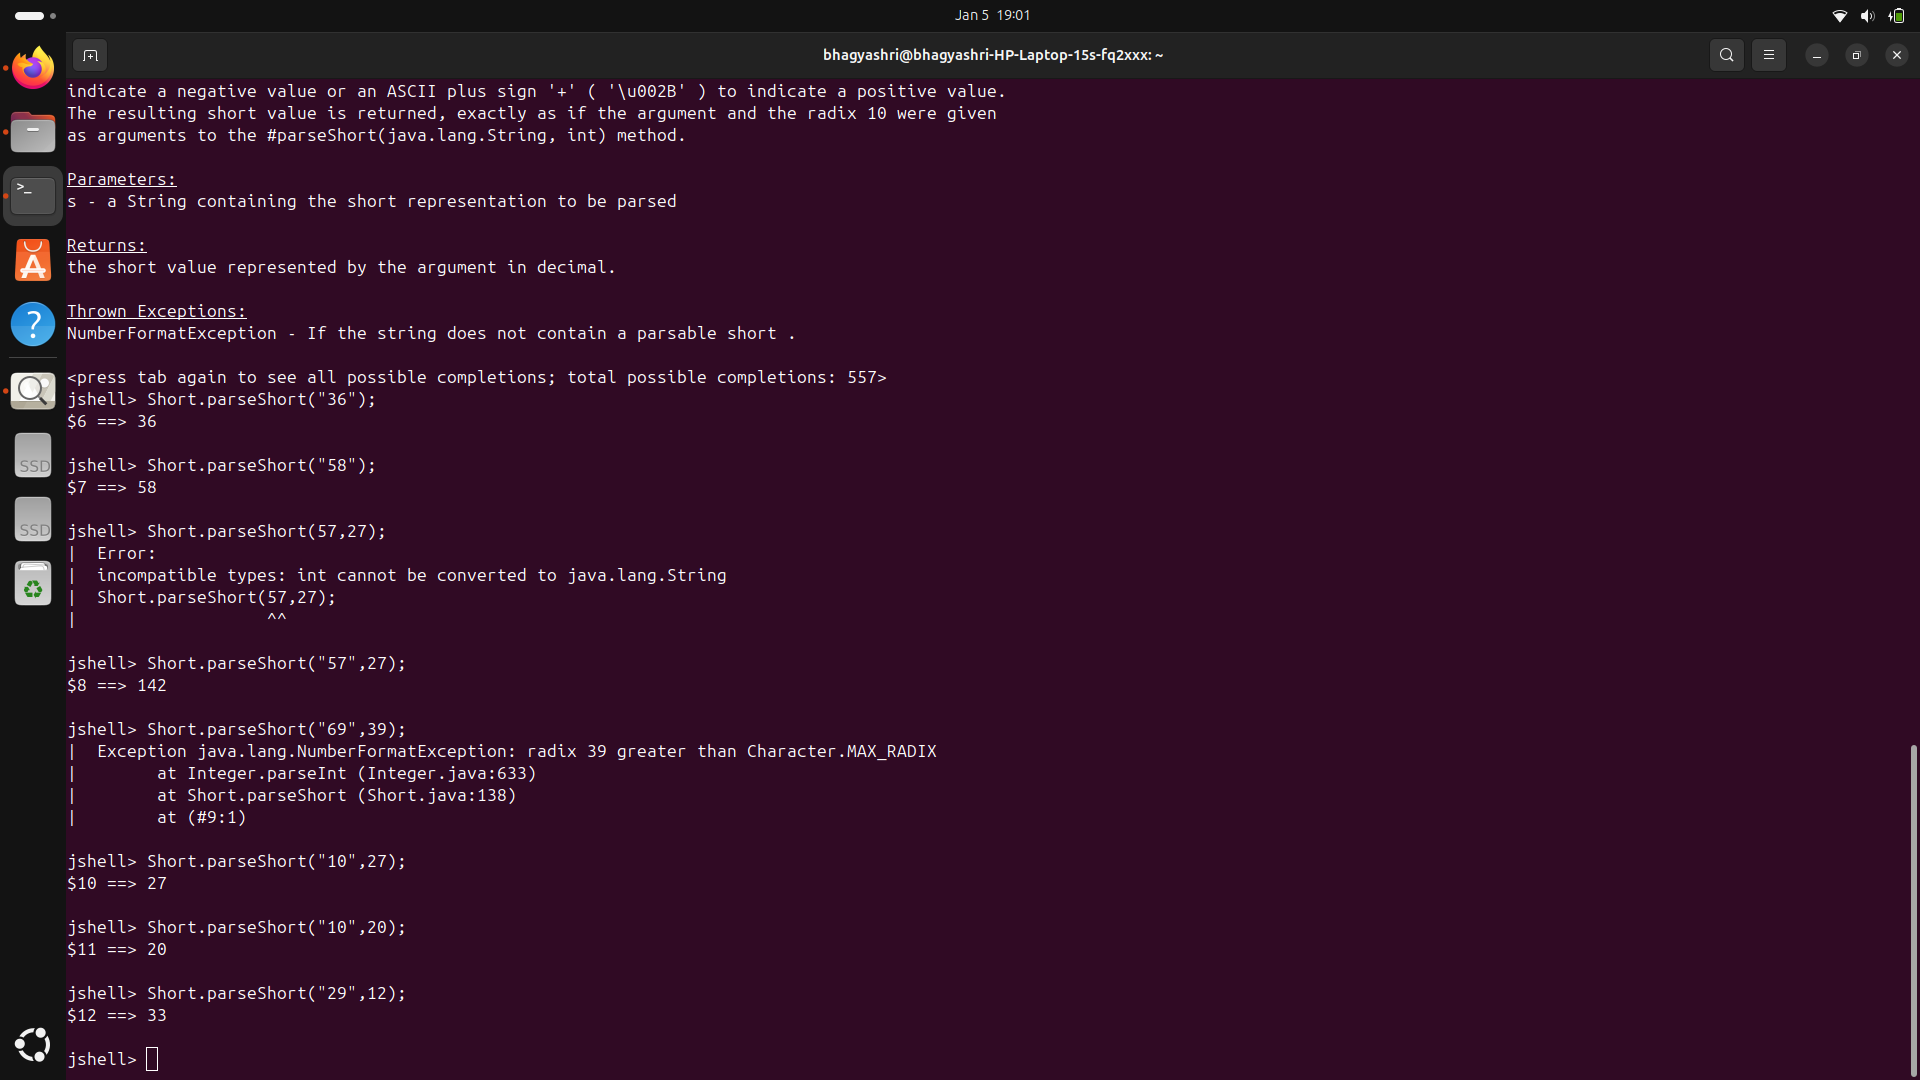 Jan 5 19:01
bhagyashri@bhagyashri-HP-Laptop-15s-fq2xxx: ~
indicate a negative value or an ASCII plus sign '+' ( '\u002B' ) to indicate a positive value.
The resulting short value is returned, exactly as if the argument and the radix 10 were given
as arguments to the #parseShort(java.lang.String, int) method.
Parameters:
s - a String containing the short representation to be parsed
Returns:
the short value represented by the argument in decimal.
Thrown Exceptions:
NumberFormatException - If the string does not contain a parsable short .
<press tab again to see all possible completions; total possible completions: 557>
jshell> Short.parseShort("36");
$6 ==> 36
jshell> Short.parseShort("58");
$7 ==> 58
jshell> Short.parseShort(57,27);
|  Error:
|  incompatible types: int cannot be converted to java.lang.String
|  Short.parseShort(57,27);
|                   ^^
jshell> Short.parseShort("57",27);
$8 ==> 142
jshell> Short.parseShort("69",39);
|  Exception java.lang.NumberFormatException: radix 39 greater than Character.MAX_RADIX
|        at Integer.parseInt (Integer.java:633)
|        at Short.parseShort (Short.java:138)
|        at (#9:1)
jshell> Short.parseShort("10",27);
$10 ==> 27
jshell> Short.parseShort("10",20);
$11 ==> 20
jshell> Short.parseShort("29",12);
$12 ==> 33
jshell>
>_
A
?
SSD
SSD